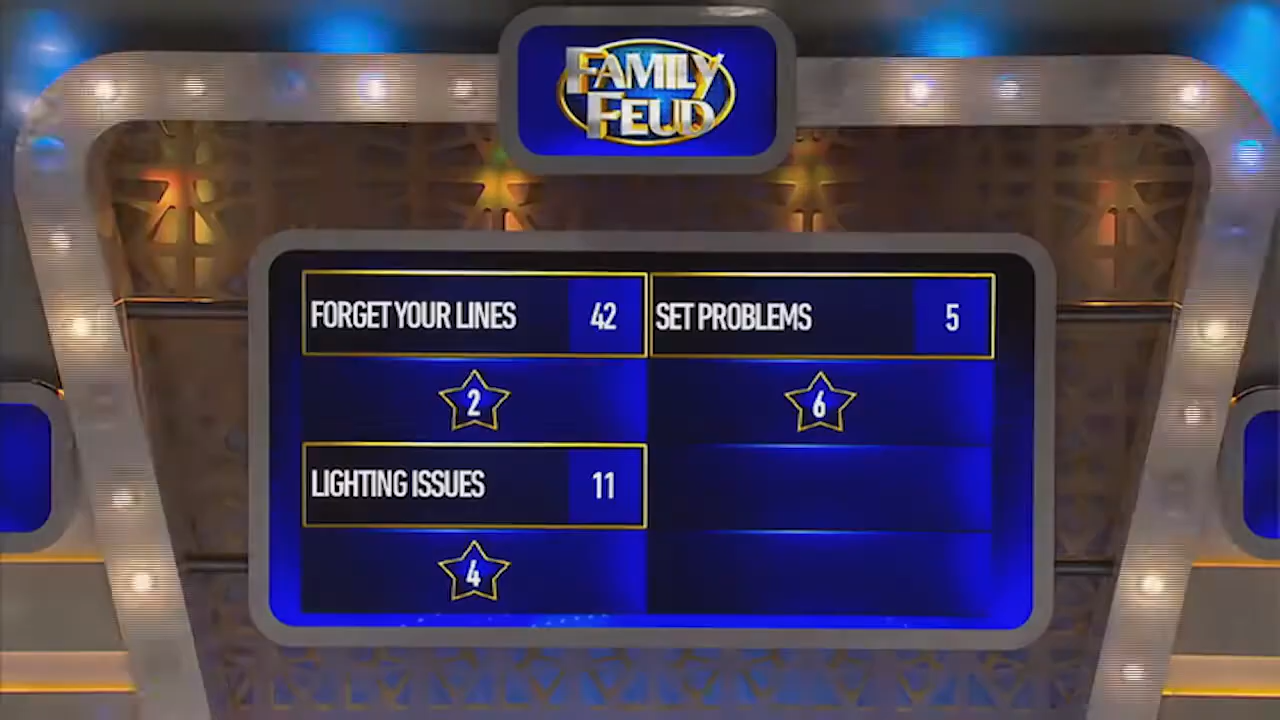 FAMILY
FEUD
FORGET YOUR LINES 42
2
LIGHTING ISSUES 11
4
SET PROBLEMS 5
6